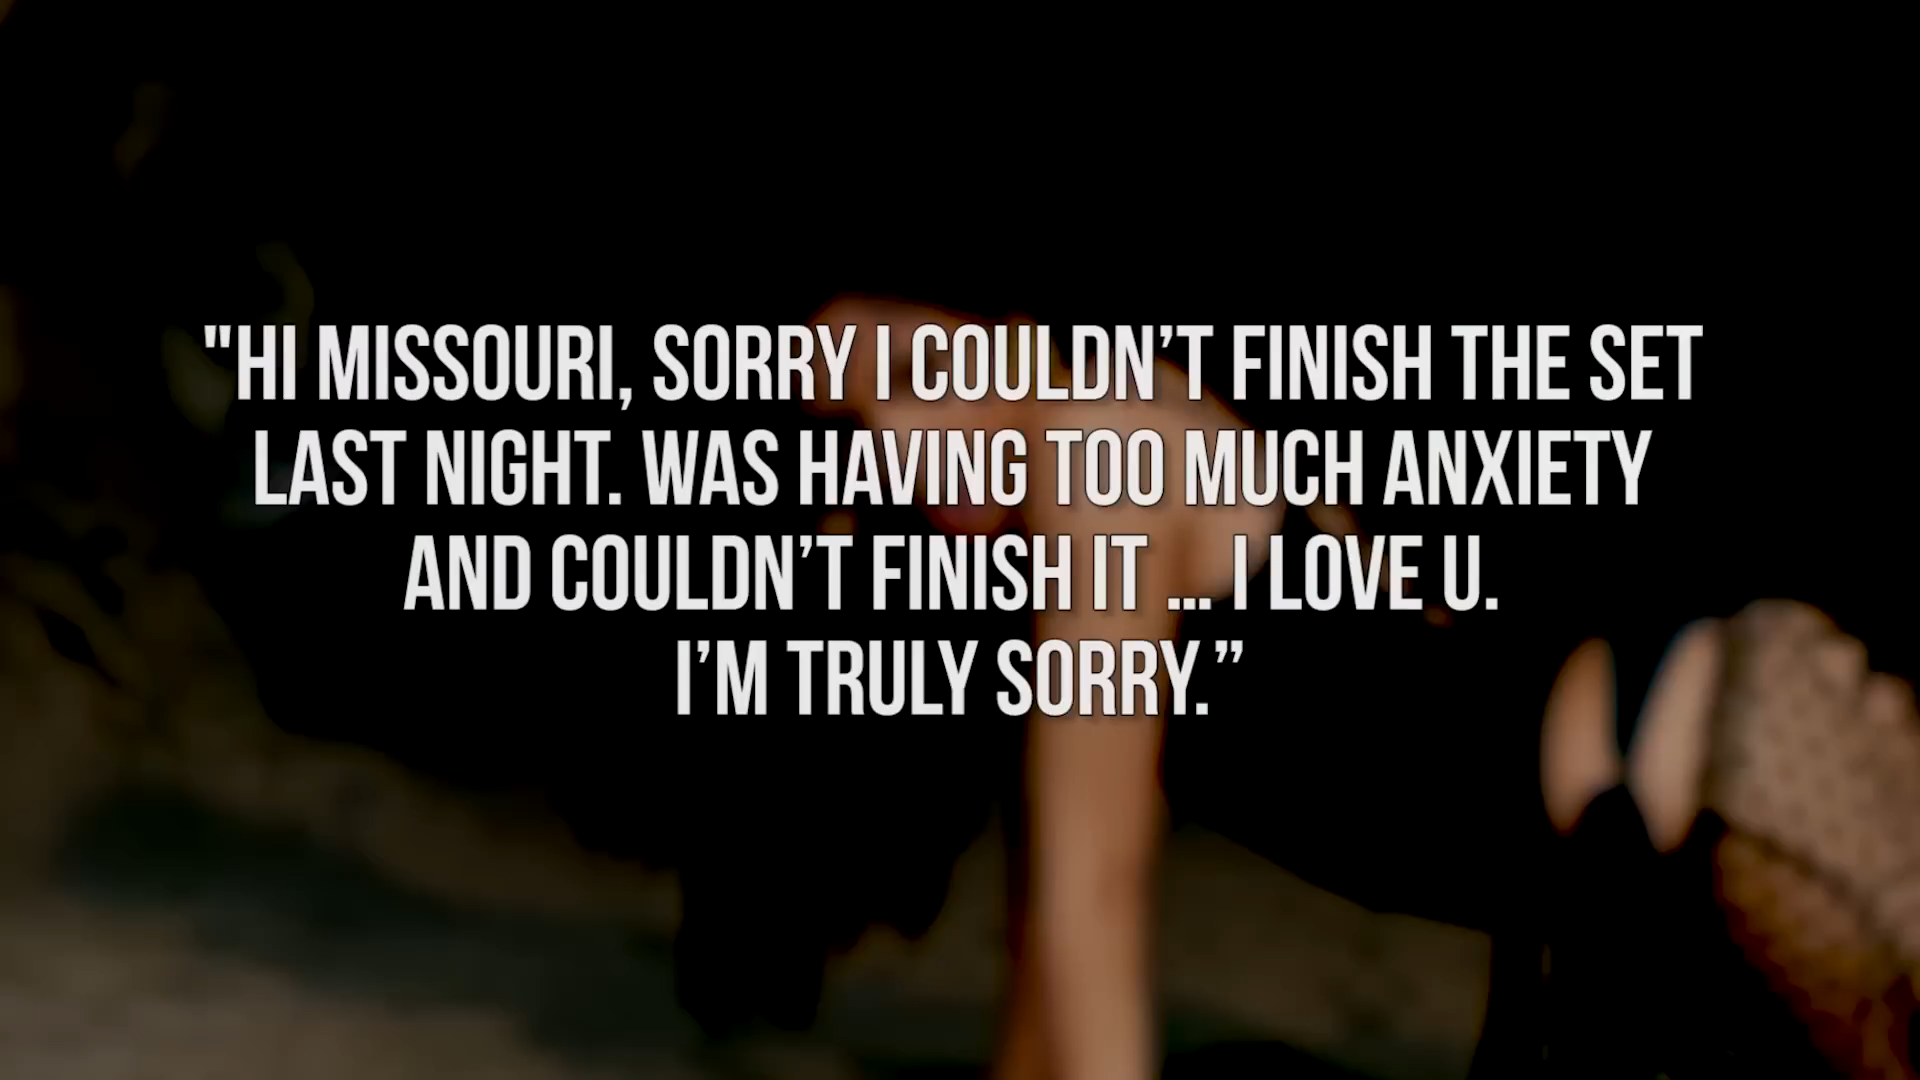 "HI MISSOURI, SORRY I COULDN’T FINISH THE SET
LAST NIGHT. WAS HAVING TOO MUCH ANXIETY
AND COULDN’T FINISH IT ... I LOVE U.
I’M TRULY SORRY.”